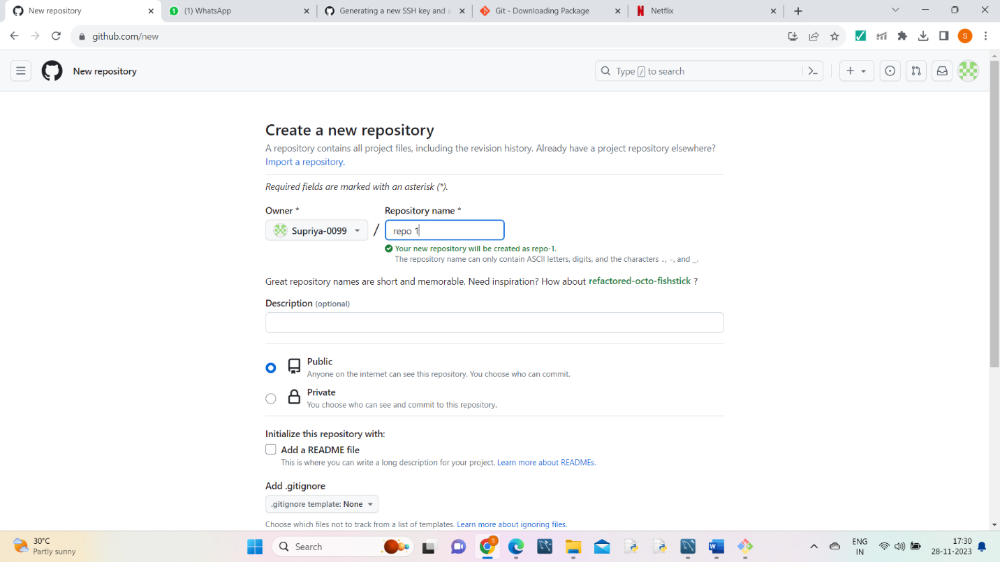 New repository
(1) WhatsApp
Generating a new SSH key and a
Git - Downloading Package
Netflix
github.com/new
S
New repository
Type / to search
Create a new repository
A repository contains all project files, including the revision history. Already have a project repository elsewhere?
Import a repository.
Required fields are marked with an asterisk (*).
Owner *
Repository name *
Supriya-0099
/
repo 1
Your new repository will be created as repo-1.
The repository name can only contain ASCII letters, digits, and the characters ., -, and _.
Great repository names are short and memorable. Need inspiration? How about refactored-octo-fishstick ?
Description (optional)
Public
Anyone on the internet can see this repository. You choose who can commit.
Private
You choose who can see and commit to this repository.
Initialize this repository with:
Add a README file
This is where you can write a long description for your project. Learn more about READMEs.
Add .gitignore
.gitignore template: None
Choose which files not to track from a list of templates. Learn more about ignoring files.
30°C
Partly sunny
Search
S
ENG
IN
17:30
28-11-2023